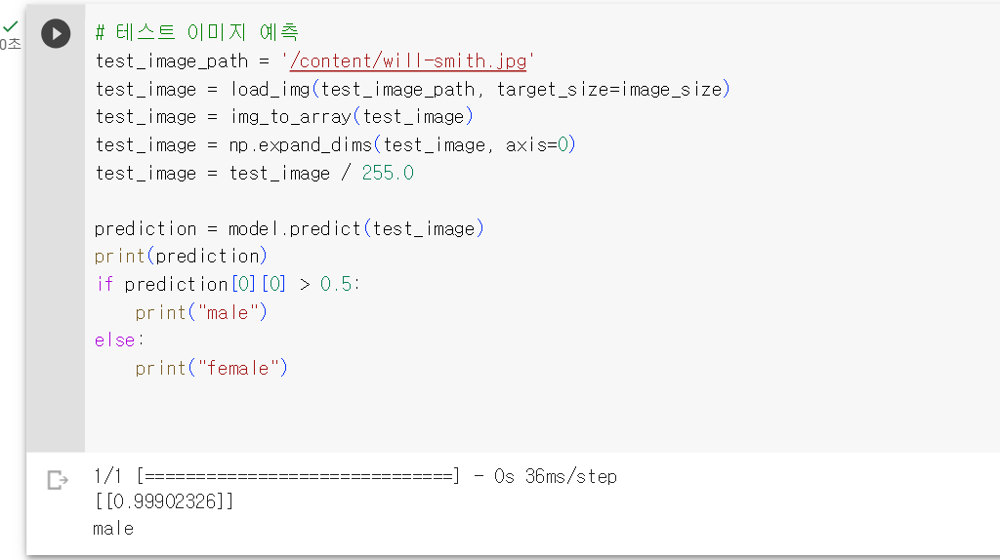 # 테스트 이미지 예측
0초
test_image_path = '/content/will-smith.jpg'
test_image = load_img(test_image_path, target_size=image_size)
test_image = img_to_array(test_image)
test_image = np.expand_dims(test_image, axis=0)
test_image = test_image / 255.0
prediction = model.predict(test_image)
print(prediction)
if prediction[0][0] > 0.5:
    print("male")
else:
    print("female")
1/1 [==============================] - 0s 36ms/step
[[0.99902326]]
male